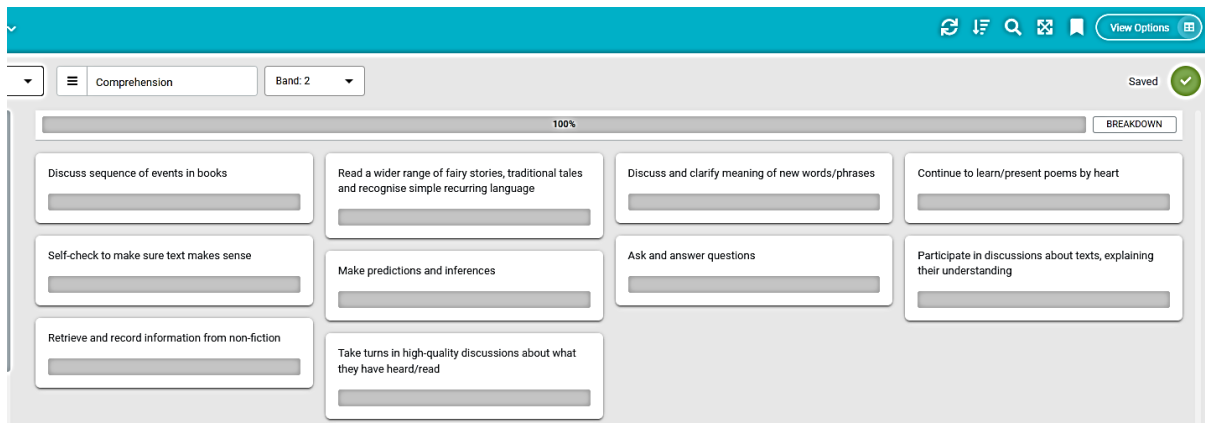 View Options
Comprehension
Band: 2
Saved
100%
BREAKDOWN
Discuss sequence of events in books
Read a wider range of fairy stories, traditional tales
and recognise simple recurring language
Discuss and clarify meaning of new words/phrases
Continue to learn/present poems by heart
Self-check to make sure text makes sense
Make predictions and inferences
Ask and answer questions
Participate in discussions about texts, explaining
their understanding
Retrieve and record information from non-fiction
Take turns in high-quality discussions about what
they have heard/read